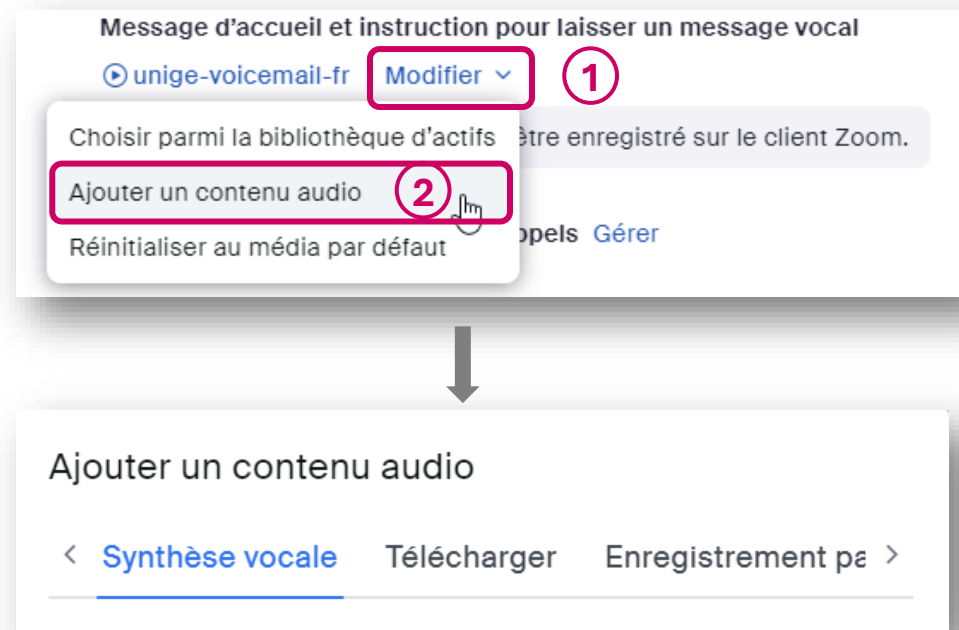 Message d'accueil et instruction pour laisser un message vocal
unige-voicemail-fr Modifier 1
Choisir parmi la bibliothèque d'actifs être enregistré sur le client Zoom.
Ajouter un contenu audio 2
Réinitialiser au média par défaut Gérer
Ajouter un contenu audio
Synthèse vocale Télécharger Enregistrement